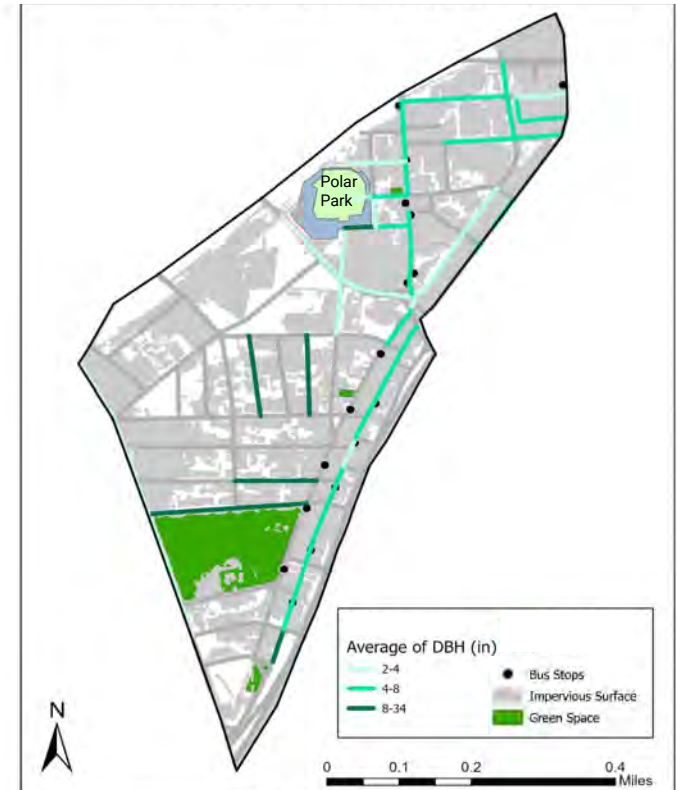 Polar
Park
Average of DBH (in)
2-4
4-8
8-34
Bus Stops
Impervious Surface
Green Space
N
0 0.1 0.2 0.4
Miles